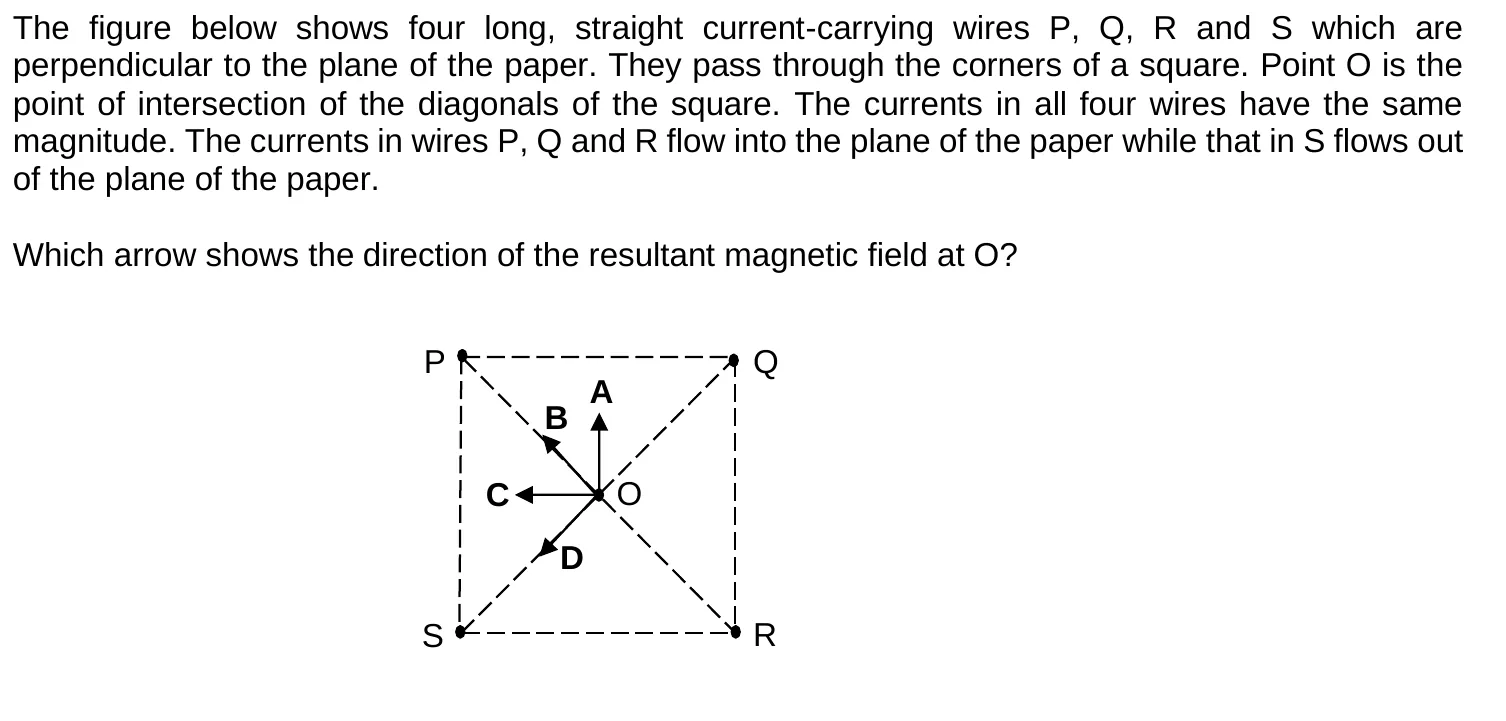 The figure below shows four long, straight current-carrying wires P, Q, R and S which are
perpendicular to the plane of the paper. They pass through the corners of a square. Point O is the
point of intersection of the diagonals of the square. The currents in all four wires have the same
magnitude. The currents in wires P, Q and R flow into the plane of the paper while that in S flows out
of the plane of the paper.
Which arrow shows the direction of the resultant magnetic field at O?
P
Q
A
B
C
O
D
S
R